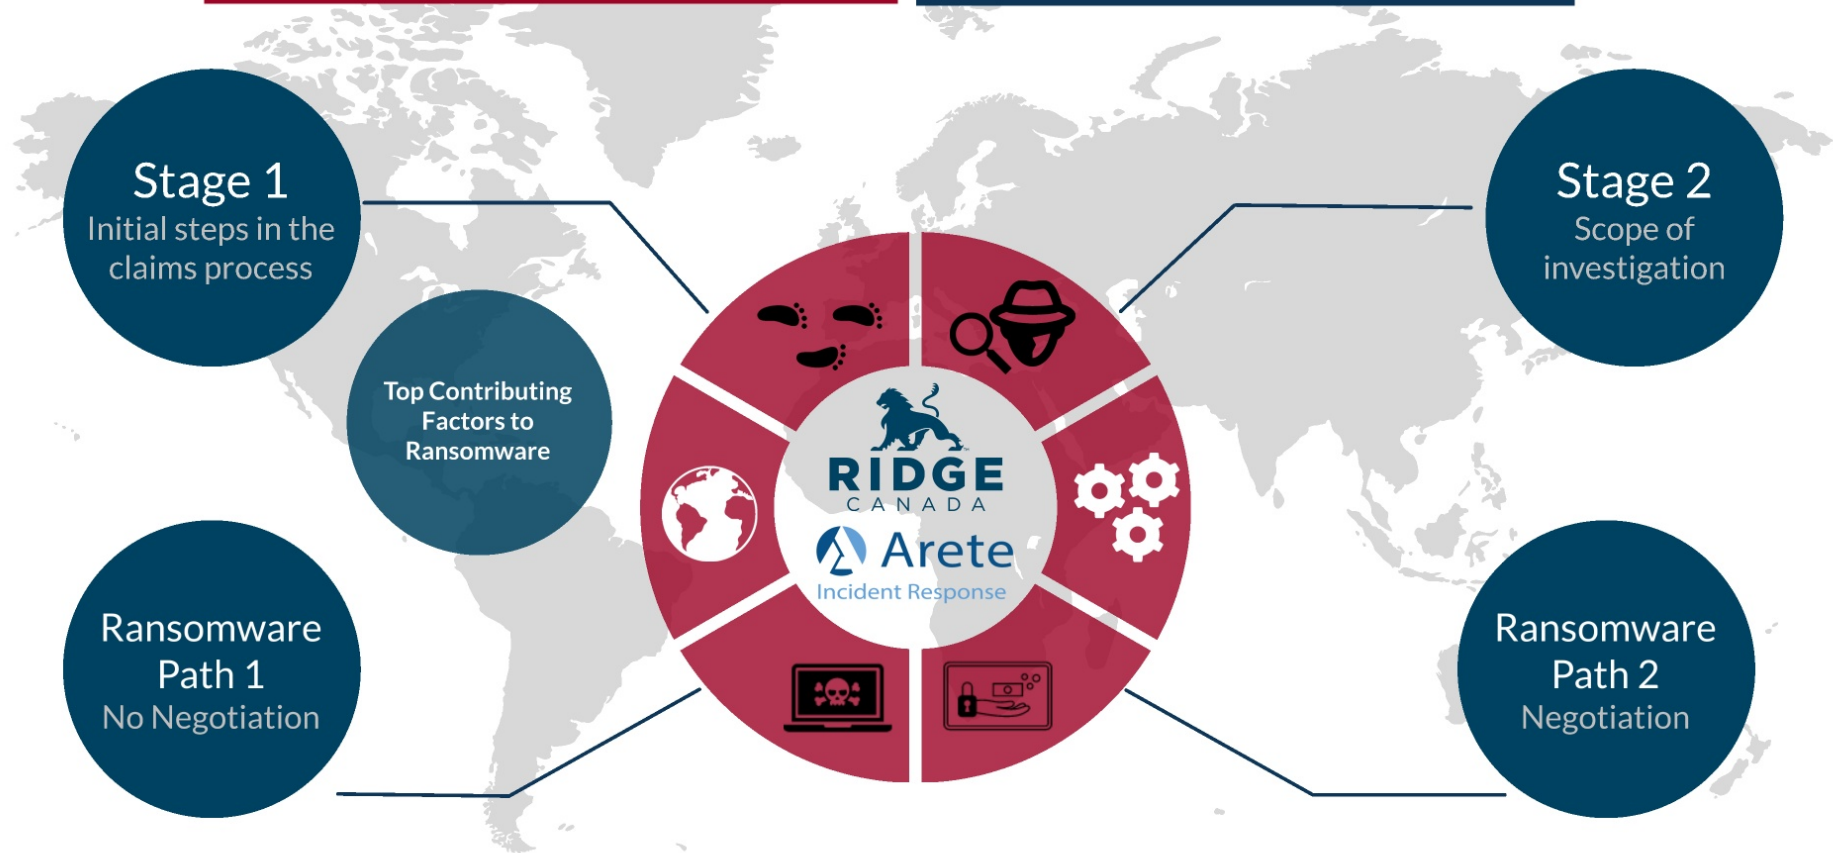 Stage 1
Initial steps in the
claims process
Stage 2
Scope of
investigation
Top Contributing
Factors to
Ransomware
RIDGE
CANADA
Arete
Incident Response
Ransomware
Path 1
No Negotiation
Ransomware
Path 2
Negotiation